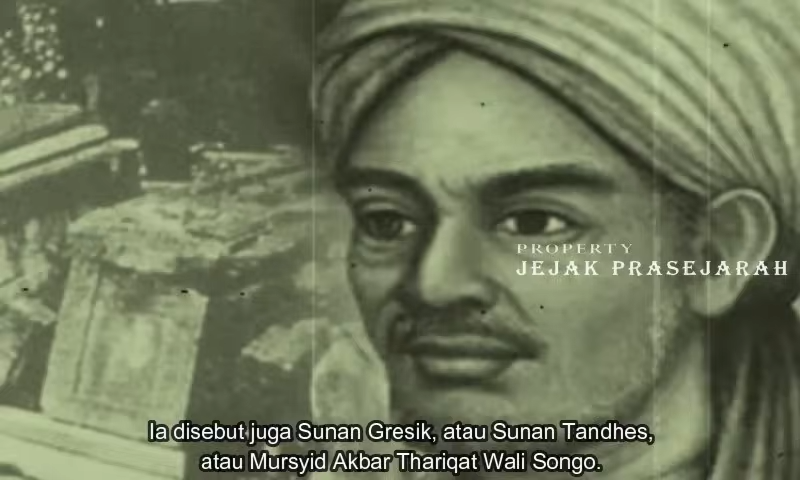 PROPERTY
JEJAK PRASEJARAH
Ia disebut juga Sunan Gresik, atau Sunan Tandhes,
atau Mursyid Akbar Thariqat Wali Songo.